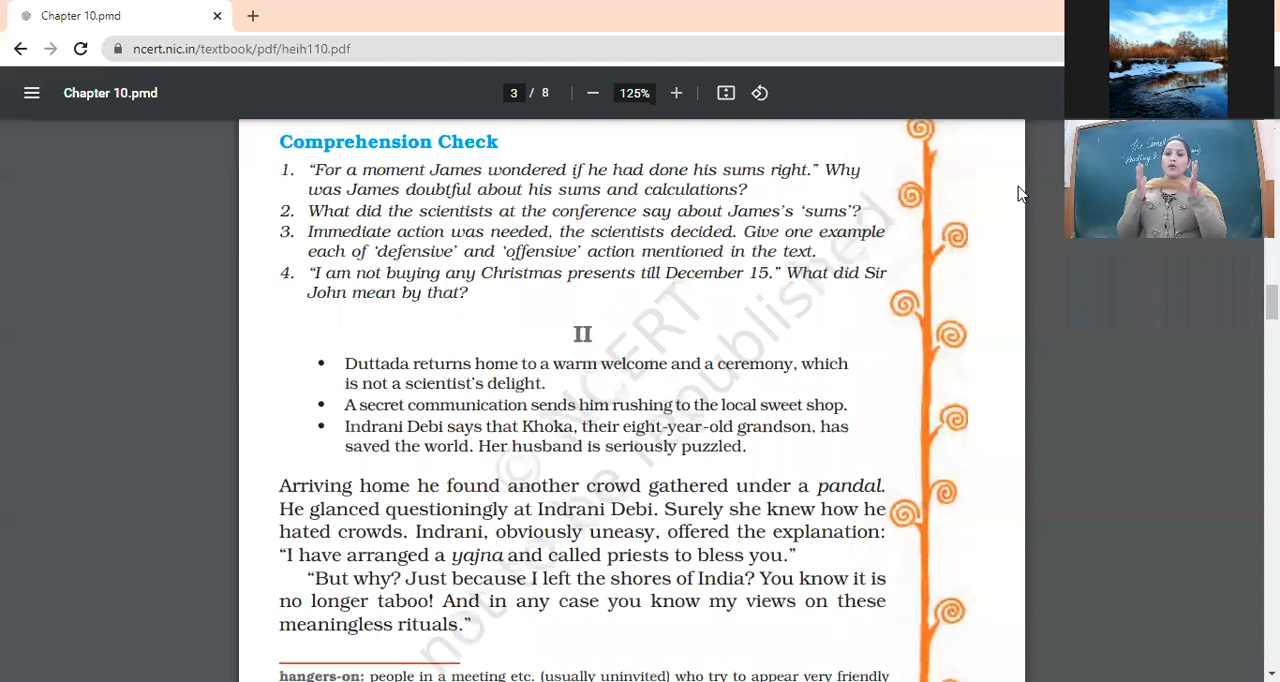 Chapter 10.pmd
ncert.nic.in/textbook/pdf/heih110.pdf
Chapter 10.pmd
3 / 8
125%
Comprehension Check
1. “For a moment James wondered if he had done his sums right.” Why
was James doubtful about his sums and calculations?
2. What did the scientists at the conference say about James's ‘sums’?
3. Immediate action was needed, the scientists decided. Give one example
each of ‘defensive’ and ‘offensive’ action mentioned in the text.
4. “I am not buying any Christmas presents till December 15.” What did Sir
John mean by that?
II
• Duttada returns home to a warm welcome and a ceremony, which
is not a scientist's delight.
• A secret communication sends him rushing to the local sweet shop.
• Indrani Debi says that Khoka, their eight-year-old grandson, has
saved the world. Her husband is seriously puzzled.
Arriving home he found another crowd gathered under a pandal.
He glanced questioningly at Indrani Debi. Surely she knew how he
hated crowds. Indrani, obviously uneasy, offered the explanation:
“I have arranged a yajna and called priests to bless you.”
“But why? Just because I left the shores of India? You know it is
no longer taboo! And in any case you know my views on these
meaningless rituals.”
hangers-on: people in a meeting etc. (usually uninvited) who try to appear very friendly
© NCERT
not to be republished